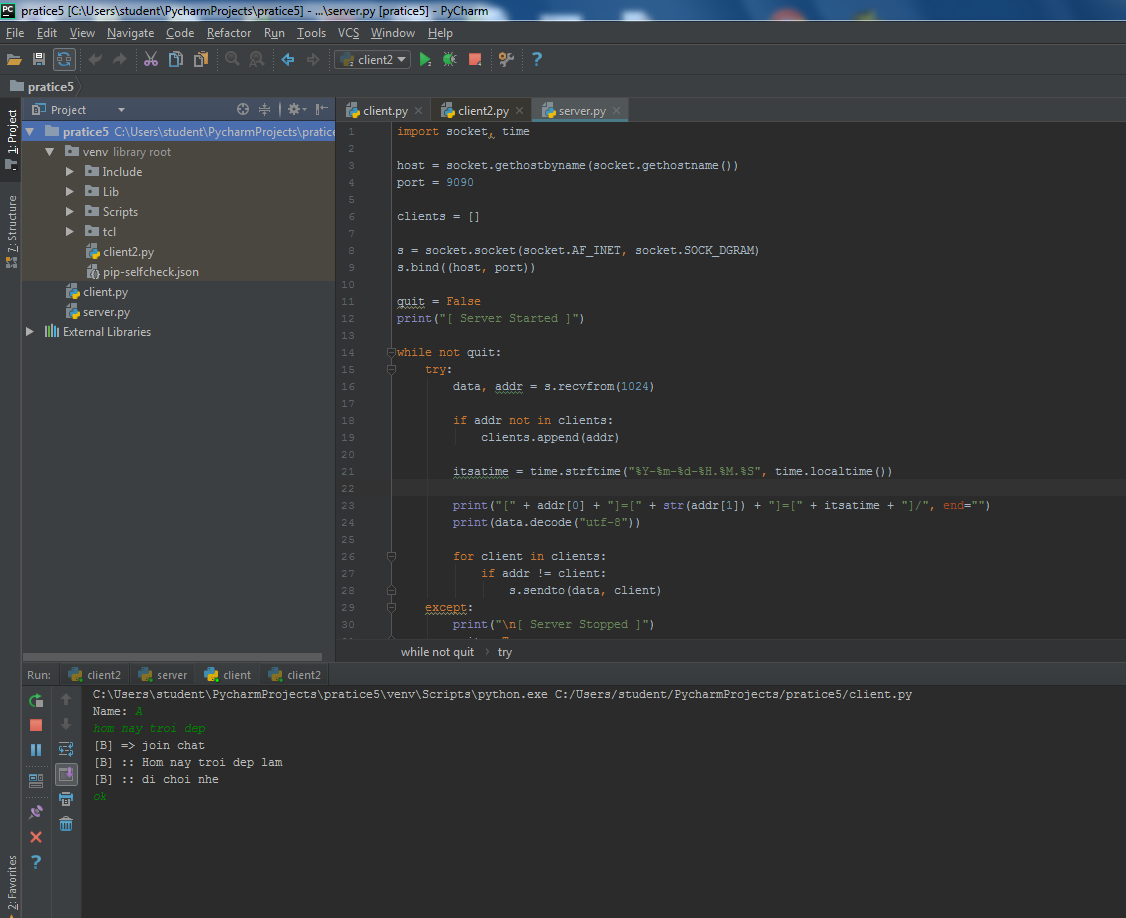 pratice5 [C:\Users\student\PycharmProjects\pratice5] - ...\server.py [pratice5] - PyCharm
File Edit View Navigate Code Refactor Run Tools VCS Window Help
client2
pratice5
Project
client.py client2.py server.py
1: Project
7: Structure
2: Favorites
pratice5 C:\Users\student\PycharmProjects\pratice
venv library root
Include
Lib
Scripts
tcl
client2.py
pip-selfcheck.json
client.py
server.py
External Libraries
1 import socket, time
2
3 host = socket.gethostbyname(socket.gethostname())
4 port = 9090
5
6 clients = []
7
8 s = socket.socket(socket.AF_INET, socket.SOCK_DGRAM)
9 s.bind((host, port))
10
11 quit = False
12 print("[ Server Started ]")
13
14 while not quit:
15 try:
16 data, addr = s.recvfrom(1024)
17
18 if addr not in clients:
19 clients.append(addr)
20
21 itsatime = time.strftime("%Y-%m-%d-%H.%M.%S", time.localtime())
22
23 print("[" + addr[0] + "]=[" + str(addr[1]) + "]=[" + itsatime + "]/", end="")
24 print(data.decode("utf-8"))
25
26 for client in clients:
27 if addr != client:
28 s.sendto(data, client)
29 except:
30 print("\n[ Server Stopped ]")
while not quit › try
Run: client2 server client client2
C:\Users\student\PycharmProjects\pratice5\venv\Scripts\python.exe C:/Users/student/PycharmProjects/pratice5/client.py
Name: A
hom nay troi dep
[B] => join chat
[B] :: Hom nay troi dep lam
[B] :: di choi nhe
ok